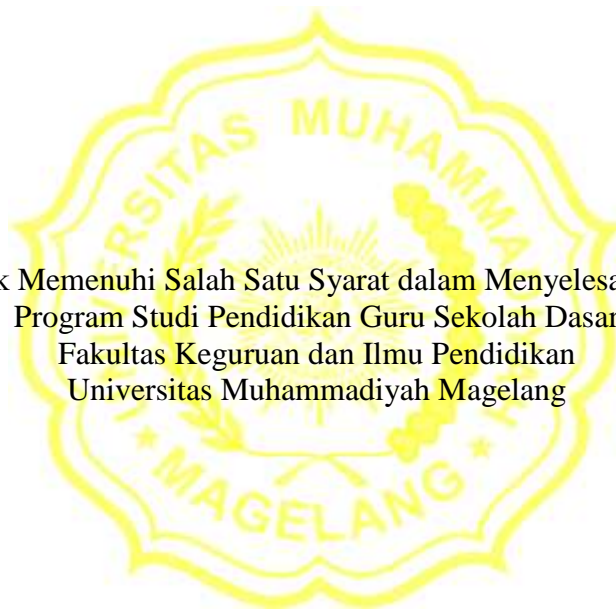 k Memenuhi Salah Satu Syarat dalam Menyelesa
Program Studi Pendidikan Guru Sekolah Dasar
Fakultas Keguruan dan Ilmu Pendidikan
Universitas Muhammadiyah Magelang
MAGELANG